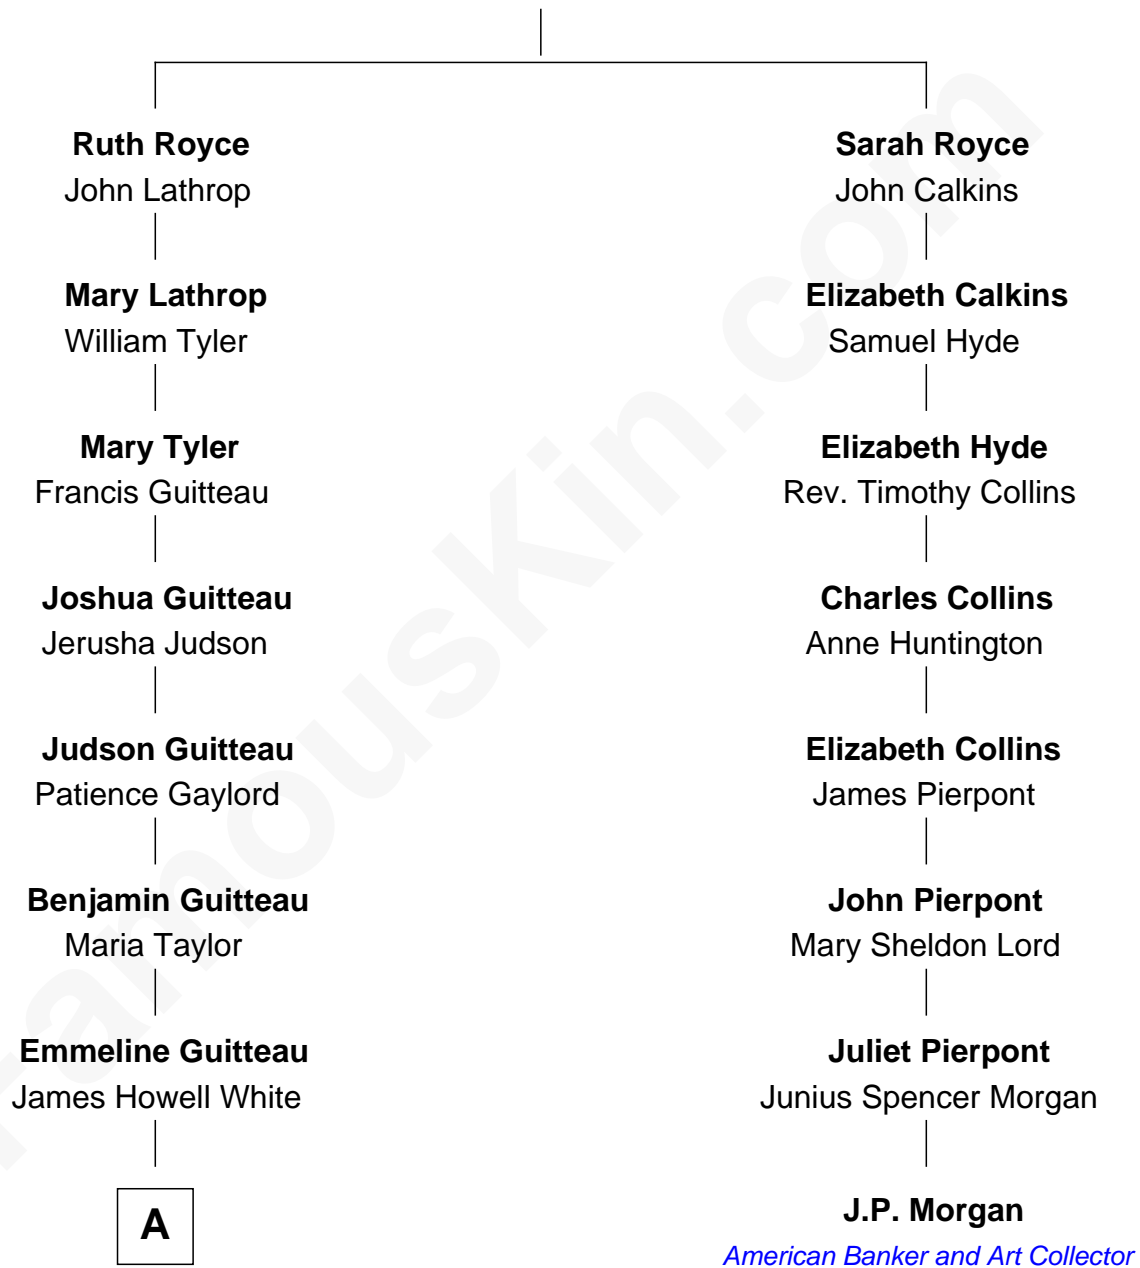 Ruth Royce
John Lathrop
Mary Lathrop
William Tyler
Mary Tyler
Francis Guitteau
Joshua Guitteau
Jerusha Judson
Judson Guitteau
Patience Gaylord
Benjamin Guitteau
Maria Taylor
Emmeline Guitteau
James Howell White
A
Sarah Royce
John Calkins
Elizabeth Calkins
Samuel Hyde
Elizabeth Hyde
Rev. Timothy Collins
Charles Collins
Anne Huntington
Elizabeth Collins
James Pierpont
John Pierpont
Mary Sheldon Lord
Juliet Pierpont
Junius Spencer Morgan
J.P. Morgan
American Banker and Art Collector
FamousKin.com